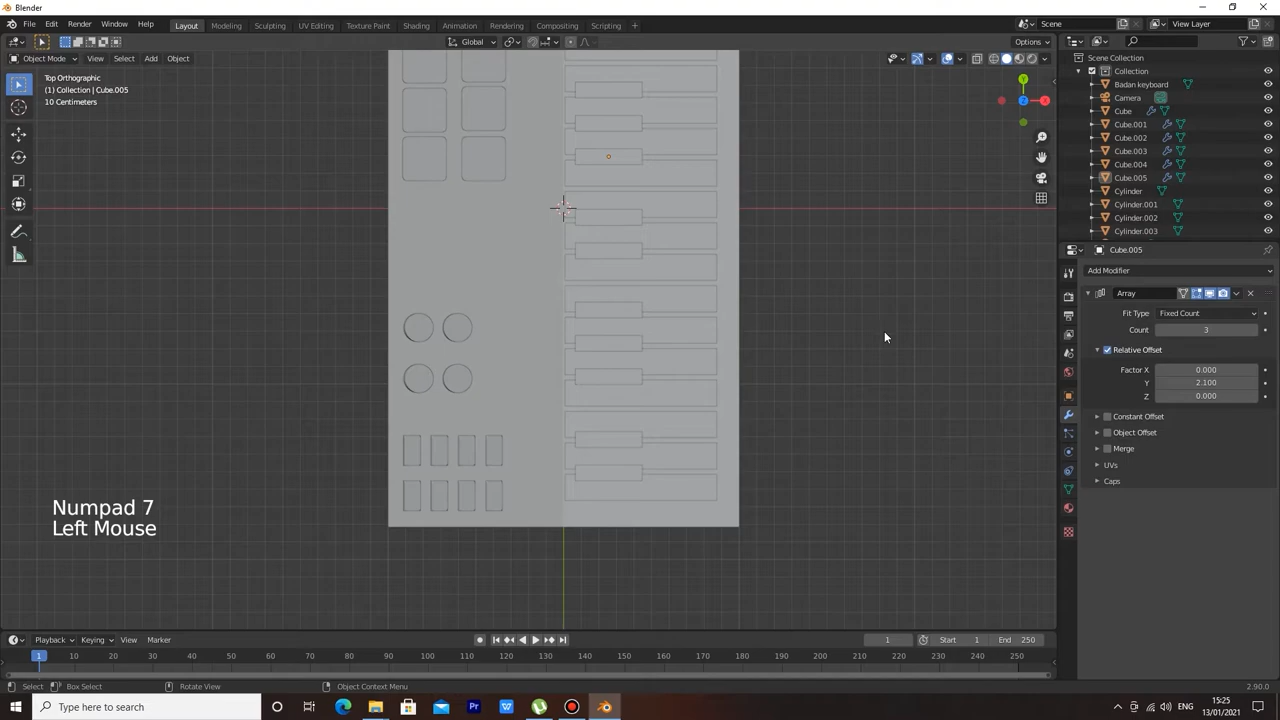 Blender
File Edit Render Window Help Layout Modeling Sculpting UV Editing Texture Paint Shading Animation Rendering Compositing Scripting + Scene View Layer
Global Options
Object Mode View Select Add Object
Top Orthographic
(1) Collection | Cube.005
10 Centimeters
Y
Z X
Numpad 7
Left Mouse
Scene Collection
Collection
Badan keyboard
Camera
Cube
Cube.001
Cube.002
Cube.003
Cube.004
Cube.005
Cylinder
Cylinder.001
Cylinder.002
Cylinder.003
Cube.005
Add Modifier
Array
Fit Type Fixed Count
Count 3
Relative Offset
Factor X 0.000
Y 2.100
Z 0.000
Constant Offset
Object Offset
Merge
UVs
Caps
Playback Keying View Marker 1 Start 1 End 250
1 10 20 30 40 50 60 70 80 90 100 110 120 130 140 150 160 170 180 190 200 210 220 230 240 250
Select Box Select Rotate View Object Context Menu 2.90.0
Type here to search
ENG
15:25
13/01/2021